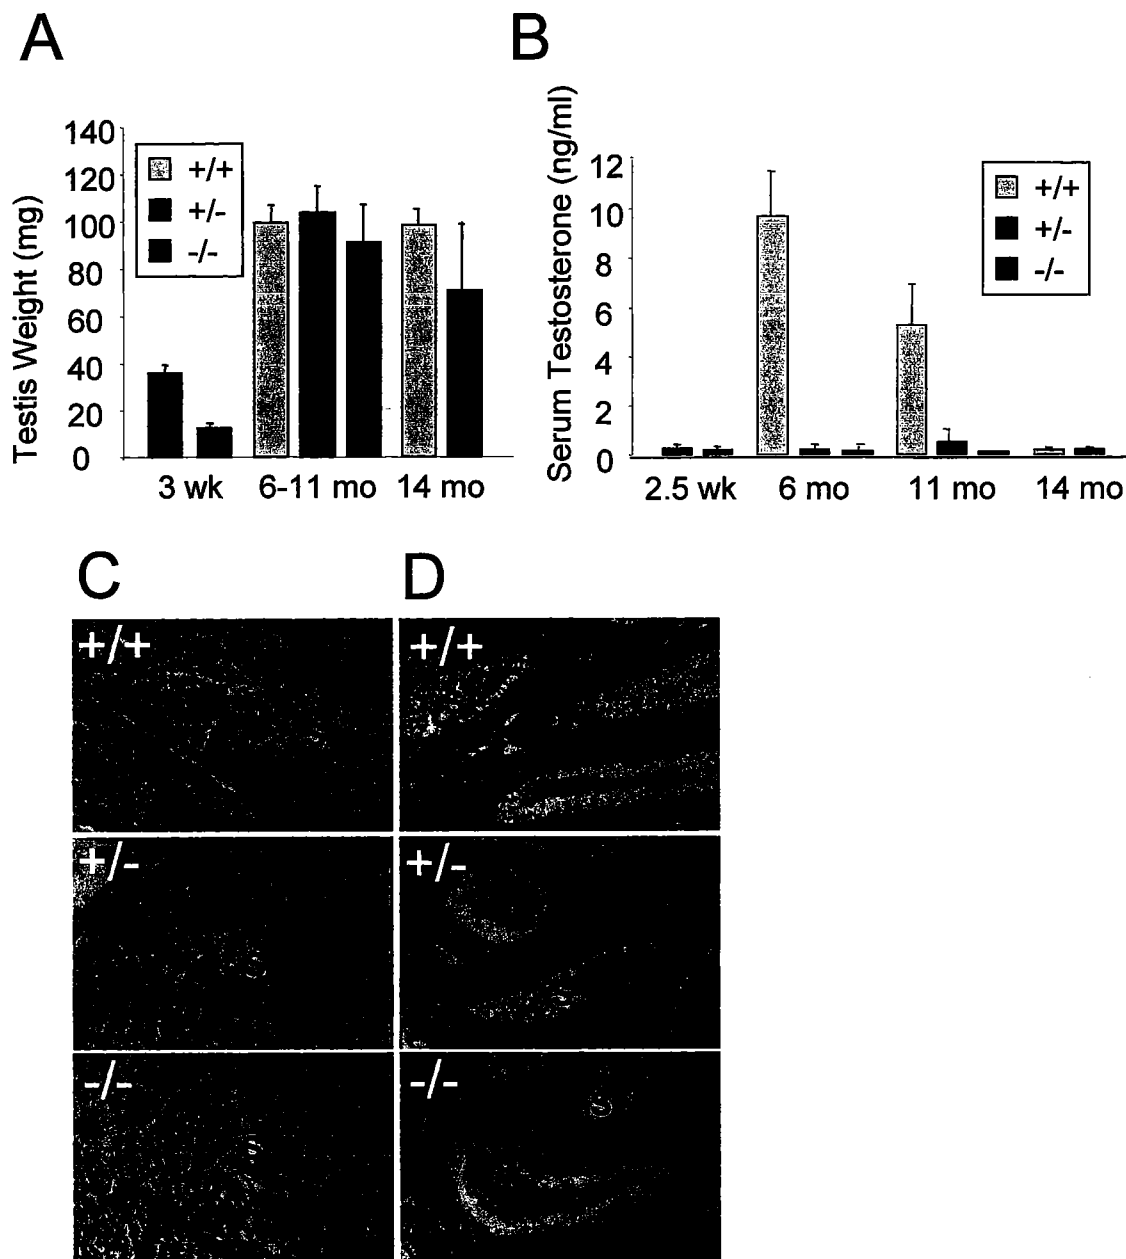 A
B
Testis Weight (mg)
140
120
100
80
60
40
20
0
+/+
+/-
-/-
3 wk
6-11 mo
14 mo
Serum Testosterone (ng/ml)
12
10
8
6
4
2
0
+/+
+/-
-/-
2.5 wk
6 mo
11 mo
14 mo
C
D
+/+
+/+
+/-
+/-
-/-
-/-